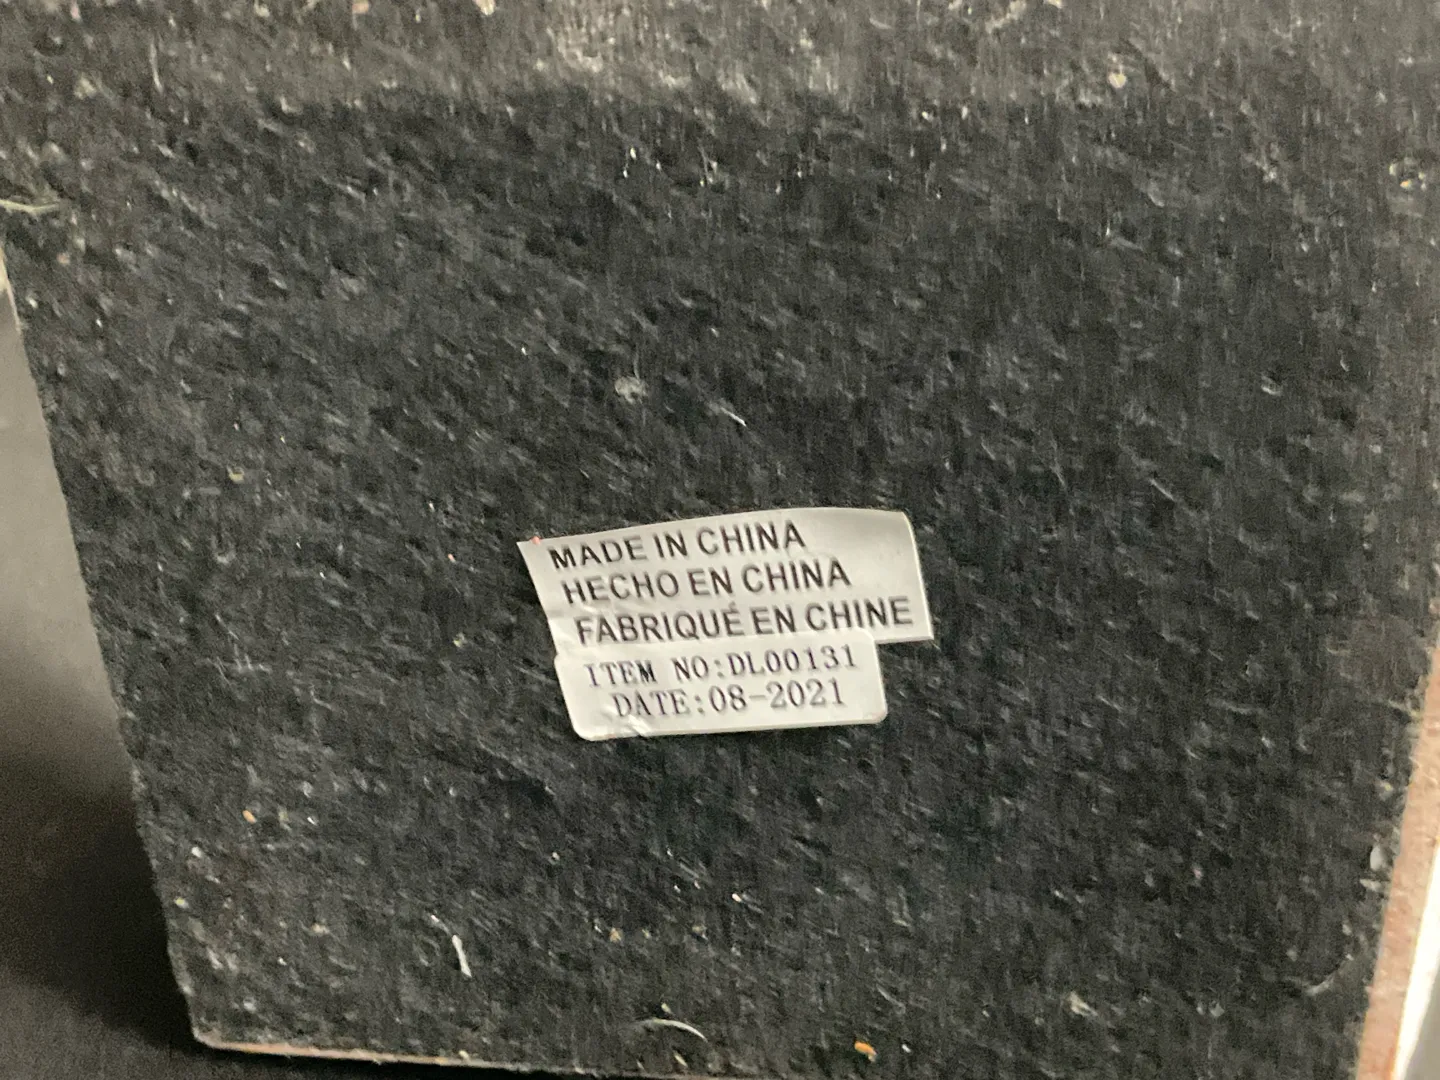 MADE IN CHINA
HECHO EN CHINA
FABRIQUÉ EN CHINE
ITEM NO:DL00131
DATE:08-2021